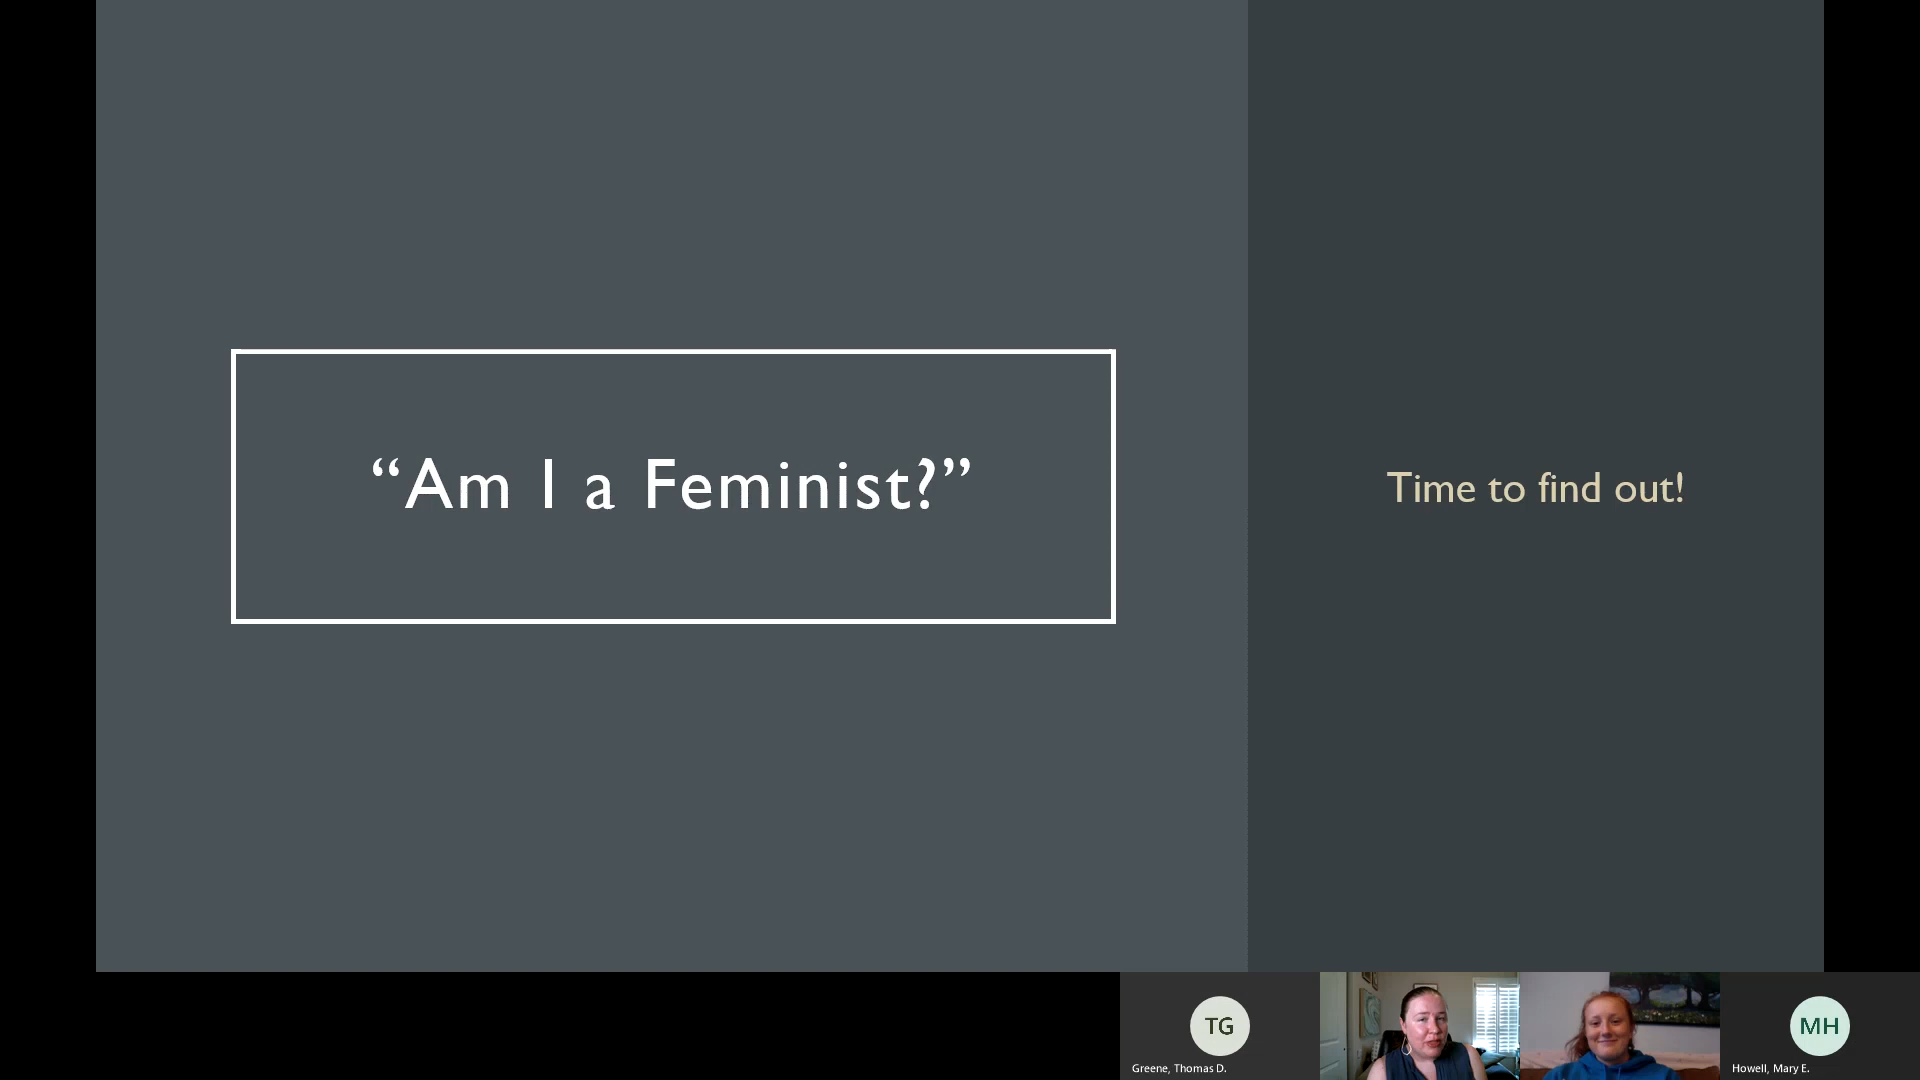 “Am I a Feminist?”
Time to find out!
TG
Greene, Thomas D.
MH
Howell, Mary E.